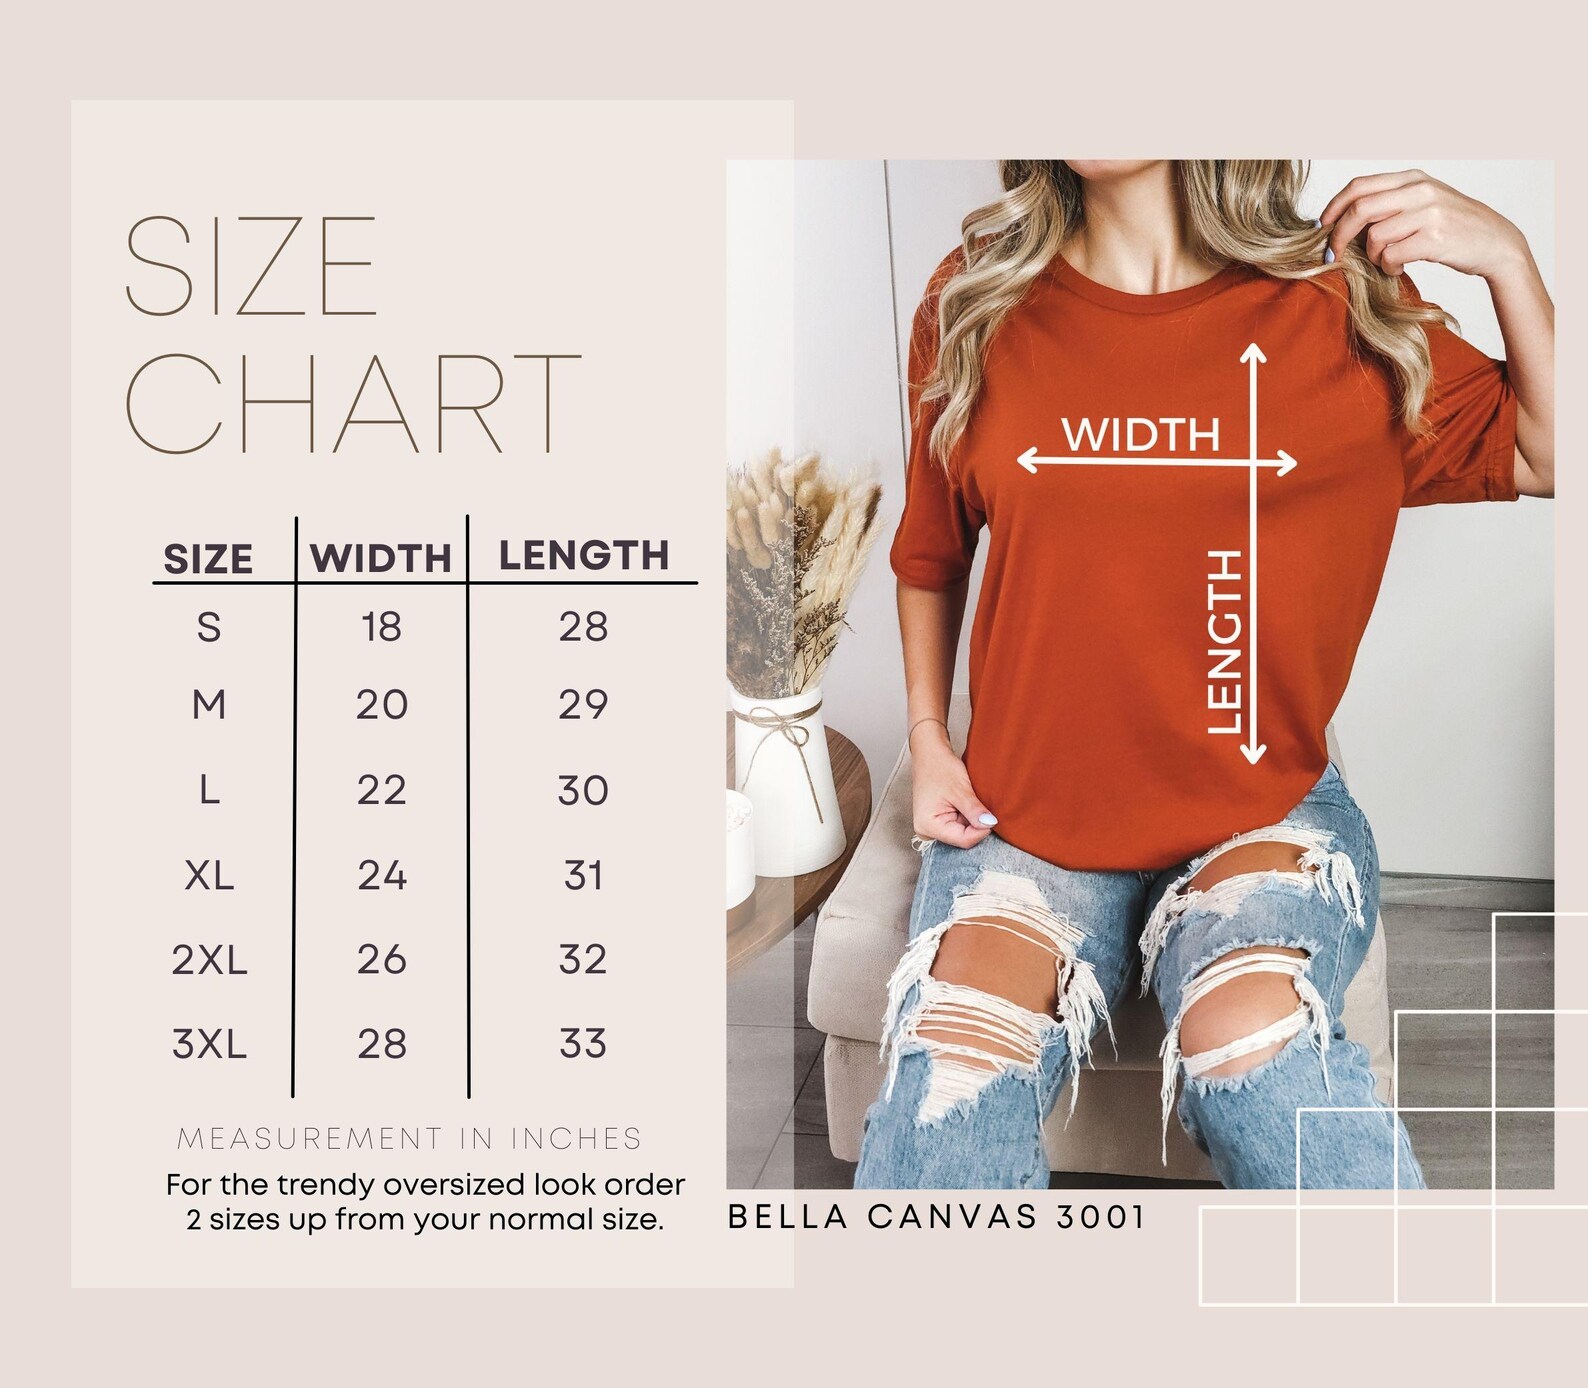 SIZE
CHART
SIZE WIDTH LENGTH
S 18 28
M 20 29
L 22 30
XL 24 31
2XL 26 32
3XL 28 33
MEASUREMENT IN INCHES
For the trendy oversized look order
2 sizes up from your normal size.
WIDTH
LENGTH
BELLA CANVAS 3001